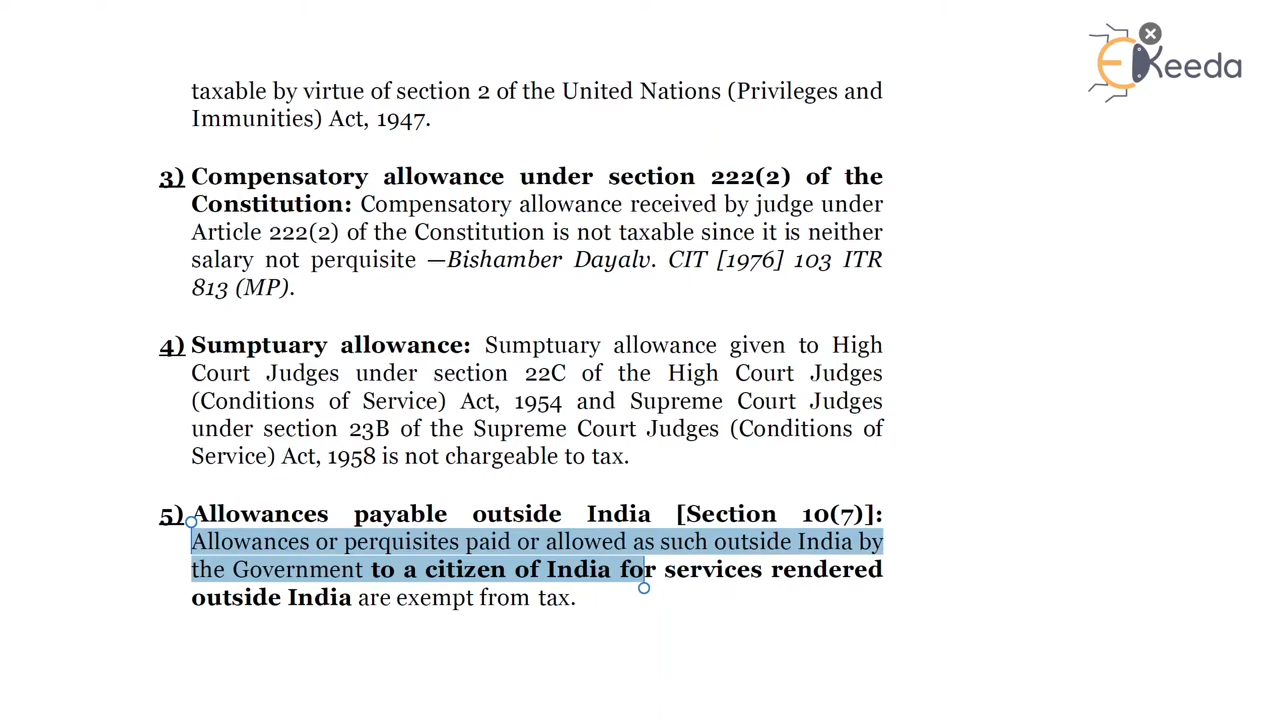 EKeeda
taxable by virtue of section 2 of the United Nations (Privileges and
Immunities) Act, 1947.
3) Compensatory allowance under section 222(2) of the
Constitution: Compensatory allowance received by judge under
Article 222(2) of the Constitution is not taxable since it is neither
salary not perquisite —Bishamber Dayalv. CIT [1976] 103 ITR
813 (MP).
4) Sumptuary allowance: Sumptuary allowance given to High
Court Judges under section 22C of the High Court Judges
(Conditions of Service) Act, 1954 and Supreme Court Judges
under section 23B of the Supreme Court Judges (Conditions of
Service) Act, 1958 is not chargeable to tax.
5) Allowances payable outside India [Section 10(7)]:
Allowances or perquisites paid or allowed as such outside India by
the Government to a citizen of India for services rendered
outside India are exempt from tax.